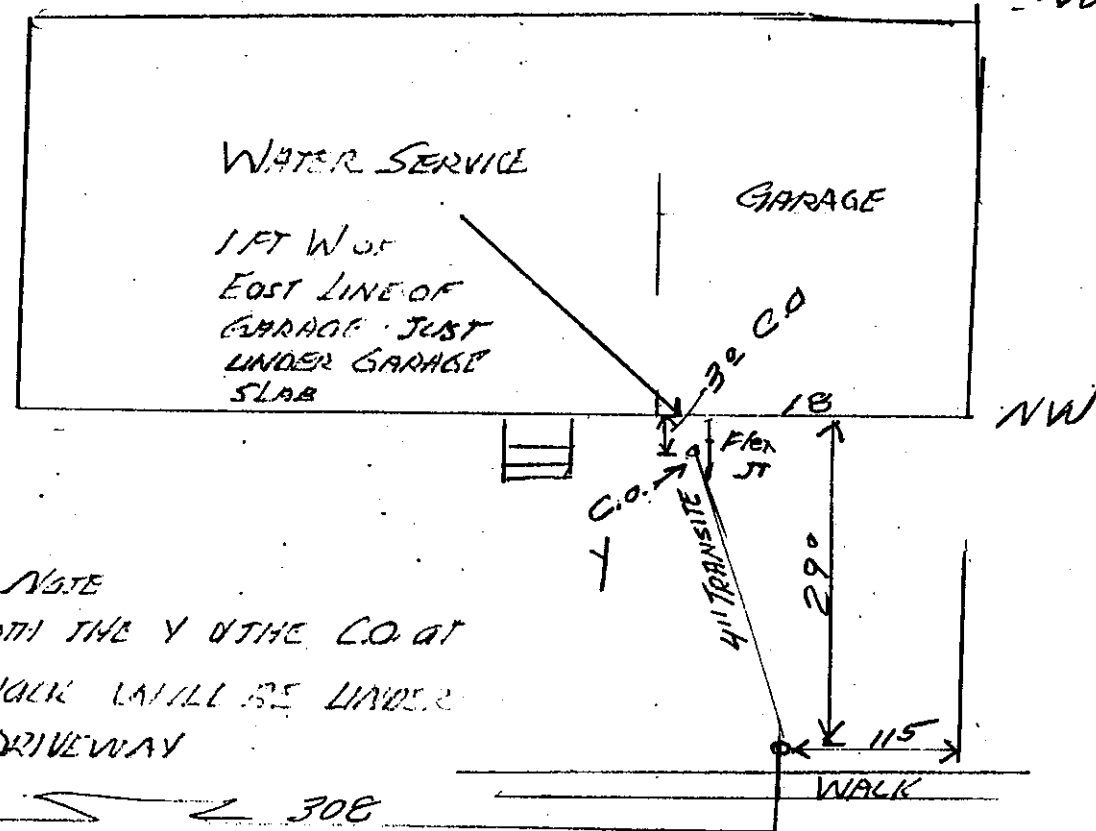 WATER SERVICE
GARAGE
1 FT W OF
EAST LINE OF
GARAGE · JUST
UNDER GARAGE
SLAB
3° C.O
18
NW
Flex
JT
C.O.
Y
4" TRANSITE
29°
NOTE
THE Y & THE C.O. at
WALK WILL BE UNDER
DRIVEWAY
115
WALK
308